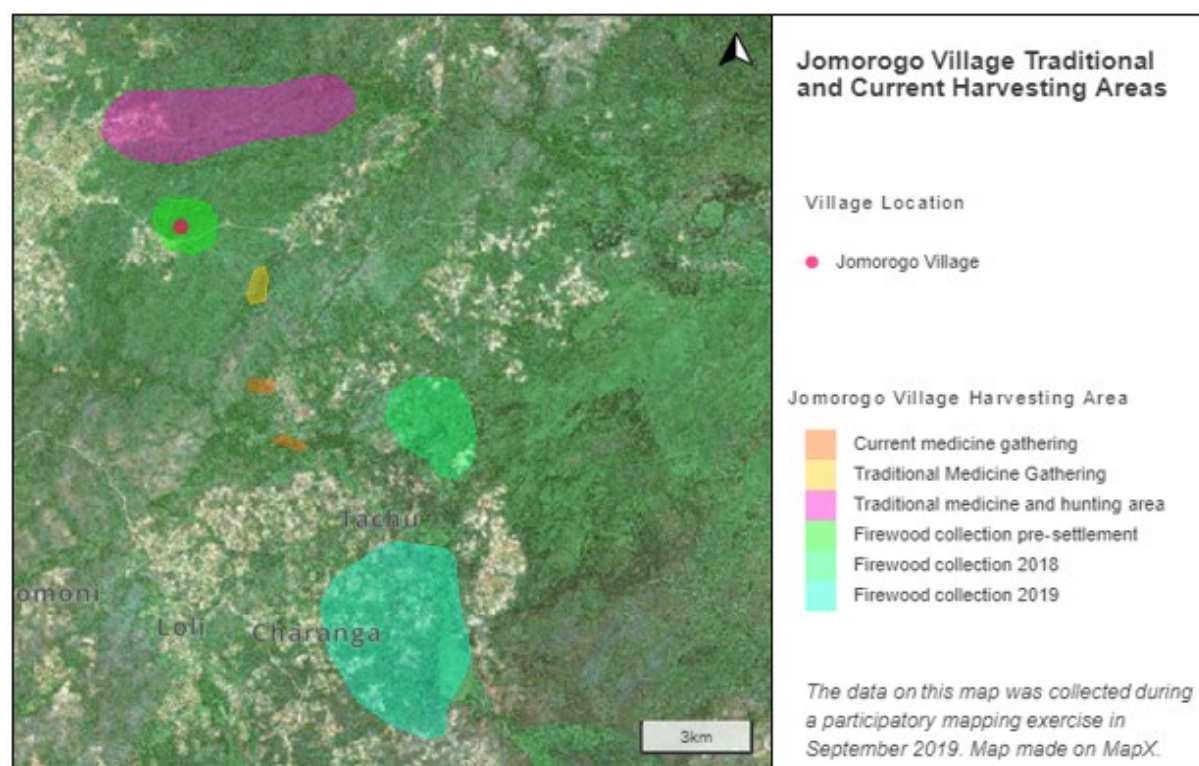 Jomorogo Village Traditional
and Current Harvesting Areas
Village Location
Jomorogo Village
Jomorogo Village Harvesting Area
Current medicine gathering
Traditional Medicine Gathering
Traditional medicine and hunting area
Firewood collection pre-settlement
Firewood collection 2018
Firewood collection 2019
Tachu
omoni
Loli
Charanga
3km
The data on this map was collected during
a participatory mapping exercise in
September 2019. Map made on MapX.